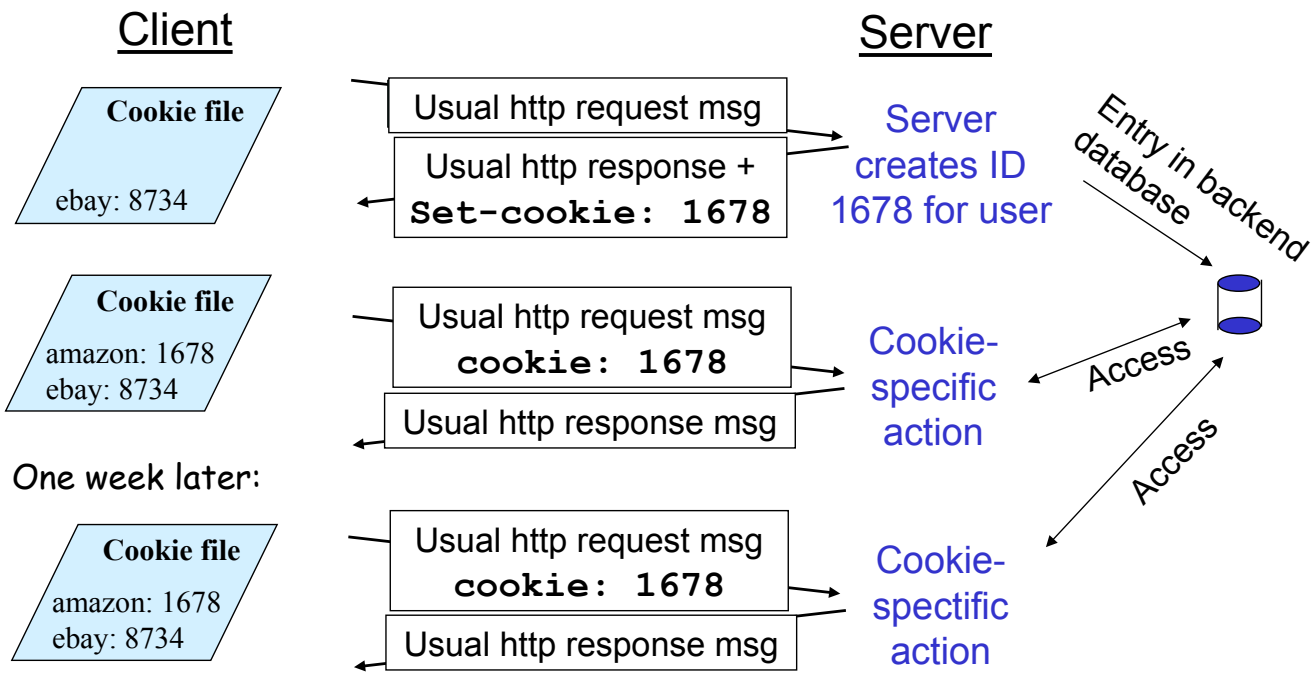 Client
Server
Cookie file
ebay: 8734
Usual http request msg
Usual http response +
Set-cookie: 1678
Server
creates ID
1678 for user
Entry in backend
database
Cookie file
amazon: 1678
ebay: 8734
Usual http request msg
cookie: 1678
Usual http response msg
Cookie-
specific
action
Access
Access
One week later:
Cookie file
amazon: 1678
ebay: 8734
Usual http request msg
cookie: 1678
Usual http response msg
Cookie-
spectific
action